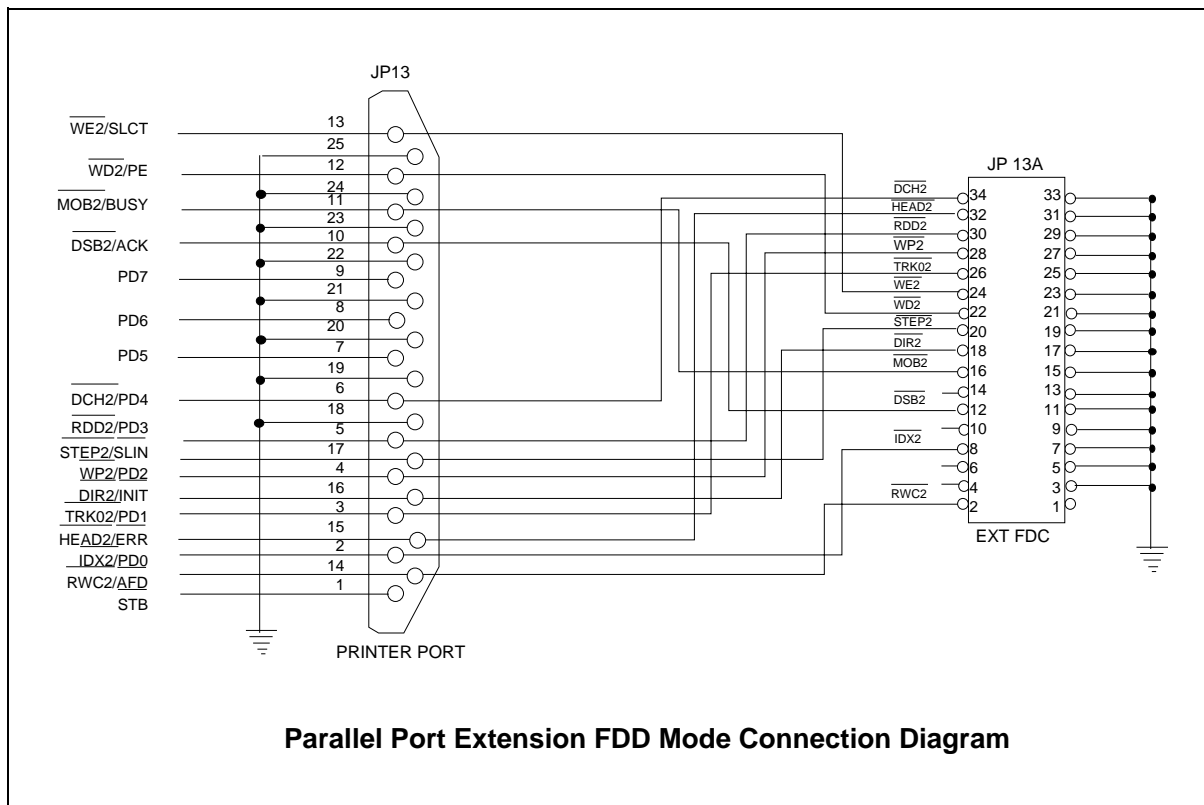 JP13
WE2/SLCT
WD2/PE
MOB2/BUSY
DSB2/ACK
PD7
PD6
PD5
DCH2/PD4
RDD2/PD3
STEP2/SLIN
WP2/PD2
DIR2/INIT
TRK02/PD1
HEAD2/ERR
IDX2/PD0
RWC2/AFD
STB
13
25
12
24
11
23
10
22
9
21
8
20
7
19
6
18
5
17
4
16
3
15
2
14
1
PRINTER PORT
JP 13A
DCH2
HEAD2
RDD2
WP2
TRK02
WE2
WD2
STEP2
DIR2
MOB2
DSB2
IDX2
RWC2
34 33
32 31
30 29
28 27
26 25
24 23
22 21
20 19
18 17
16 15
14 13
12 11
10 9
8 7
6 5
4 3
2 1
EXT FDC
Parallel Port Extension FDD Mode Connection Diagram